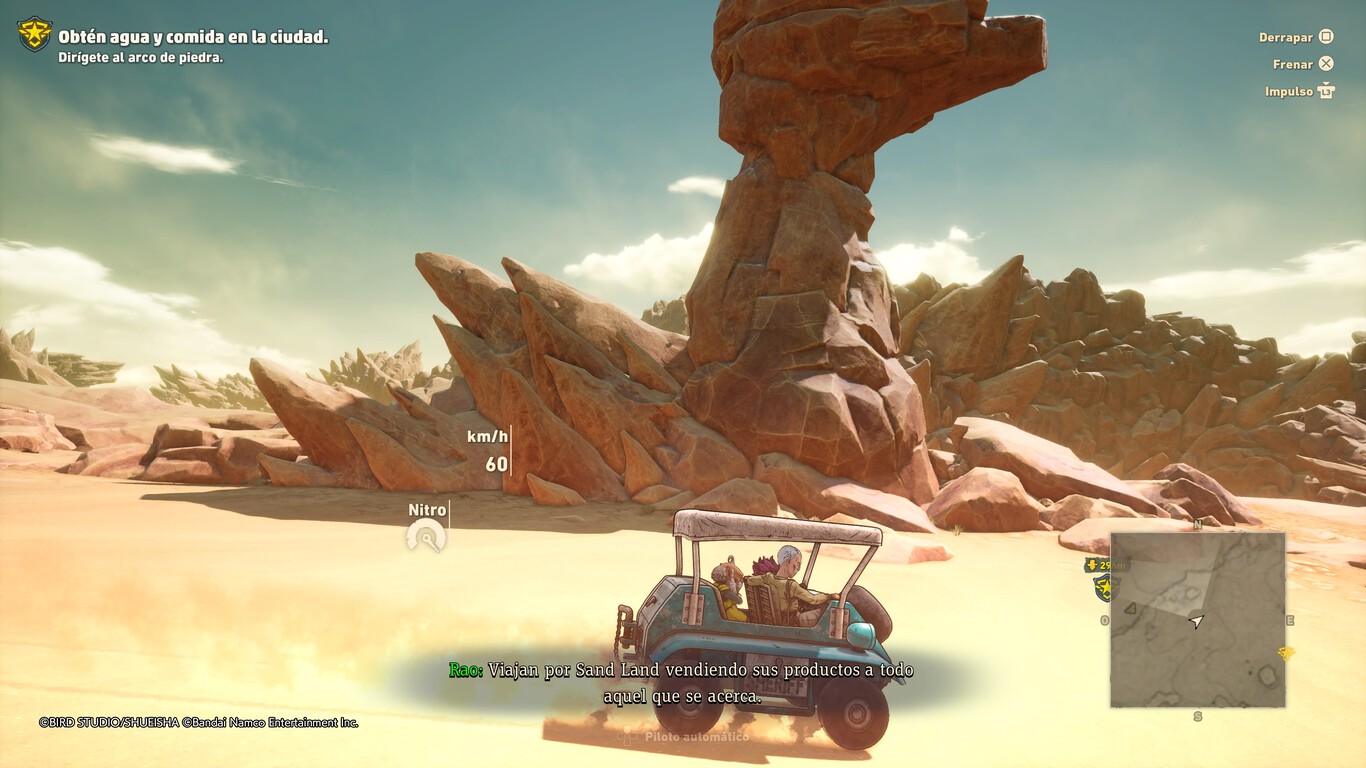 Obtén agua y comida en la ciudad.
Dirígete al arco de piedra.
Derrapar
Frenar
Impulso L3
km/h
60
Nitro
N
O
E
S
Rao: Viajan por Sand Land vendiendo sus productos a todo
aquel que se acerca.
©BIRD STUDIO/SHUEISHA ©Bandai Namco Entertainment Inc.
Piloto automático